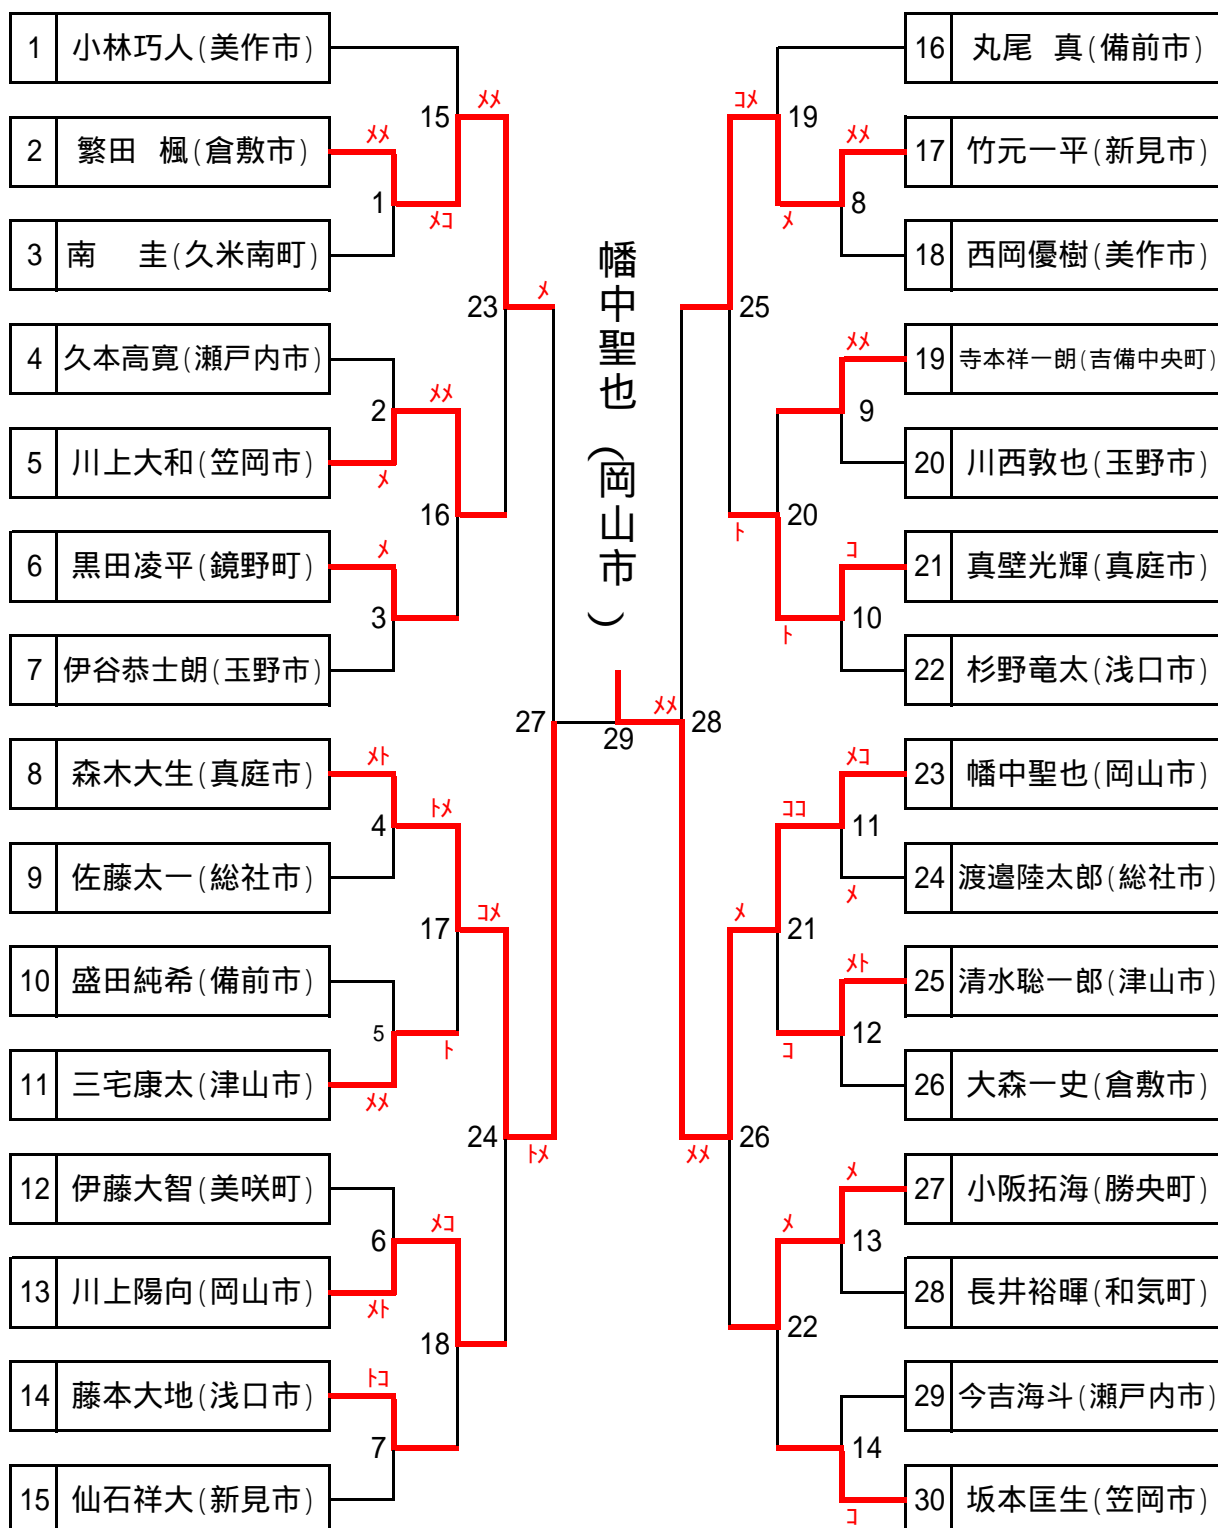 1 小林巧人(美作市)
15
ﾒﾒ
2 繁田 楓(倉敷市)
ﾒﾒ
1
ﾒｺ
3 南 圭(久米南町)
23
ﾒ
4 久本高寛(瀬戸内市)
2
ﾒﾒ
5 川上大和(笠岡市)
ﾒ
16
6 黒田凌平(鏡野町)
ﾒ
3
7 伊谷恭士朗(玉野市)
27
8 森木大生(真庭市)
ﾒﾄ
4
ﾄﾒ
9 佐藤太一(総社市)
17
ｺﾒ
10 盛田純希(備前市)
5
ﾄ
11 三宅康太(津山市)
ﾒﾒ
24
ﾄﾒ
12 伊藤大智(美咲町)
6
ﾒｺ
13 川上陽向(岡山市)
ﾒﾄ
18
14 藤本大地(浅口市)
ﾄｺ
7
15 仙石祥大(新見市)
幡中聖也(岡山市)
29
ﾒﾒ
28
16 丸尾 真(備前市)
ｺﾒ
19
17 竹元一平(新見市)
ﾒﾒ
8
ﾒ
18 西岡優樹(美作市)
25
19 寺本祥一朗(吉備中央町)
ﾒﾒ
9
20 川西敦也(玉野市)
20
ﾄ
21 真壁光輝(真庭市)
ｺ
10
ﾄ
22 杉野竜太(浅口市)
23 幡中聖也(岡山市)
ﾒｺ
ｺｺ
11
24 渡邉陸太郎(総社市)
ﾒ
ﾒ
21
25 清水聡一郎(津山市)
ﾒﾄ
12
ｺ
26 大森一史(倉敷市)
26
ﾒﾒ
27 小阪拓海(勝央町)
ﾒ
ﾒ
13
28 長井裕暉(和気町)
22
29 今吉海斗(瀬戸内市)
14
30 坂本匡生(笠岡市)
ｺ